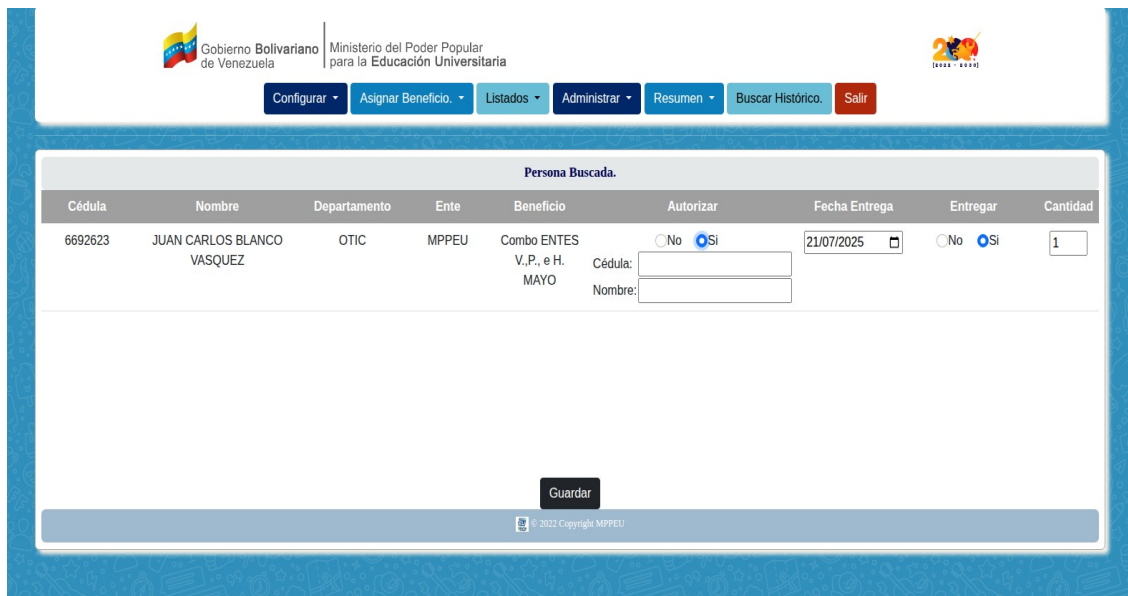 Gobierno Bolivariano
de Venezuela
Ministerio del Poder Popular
para la Educación Universitaria
Configurar
Asignar Beneficio.
Listados
Administrar
Resumen
Buscar Histórico.
Salir
Persona Buscada.
Cédula Nombre Departamento Ente Beneficio Autorizar Fecha Entrega Entregar Cantidad
6692623 JUAN CARLOS BLANCO OTIC MPPEU Combo ENTES No Si 21/07/2025 No Si 1
VASQUEZ V.,P., e H. Cédula:
MAYO Nombre:
Guardar
© 2022 Copyright MPPEU